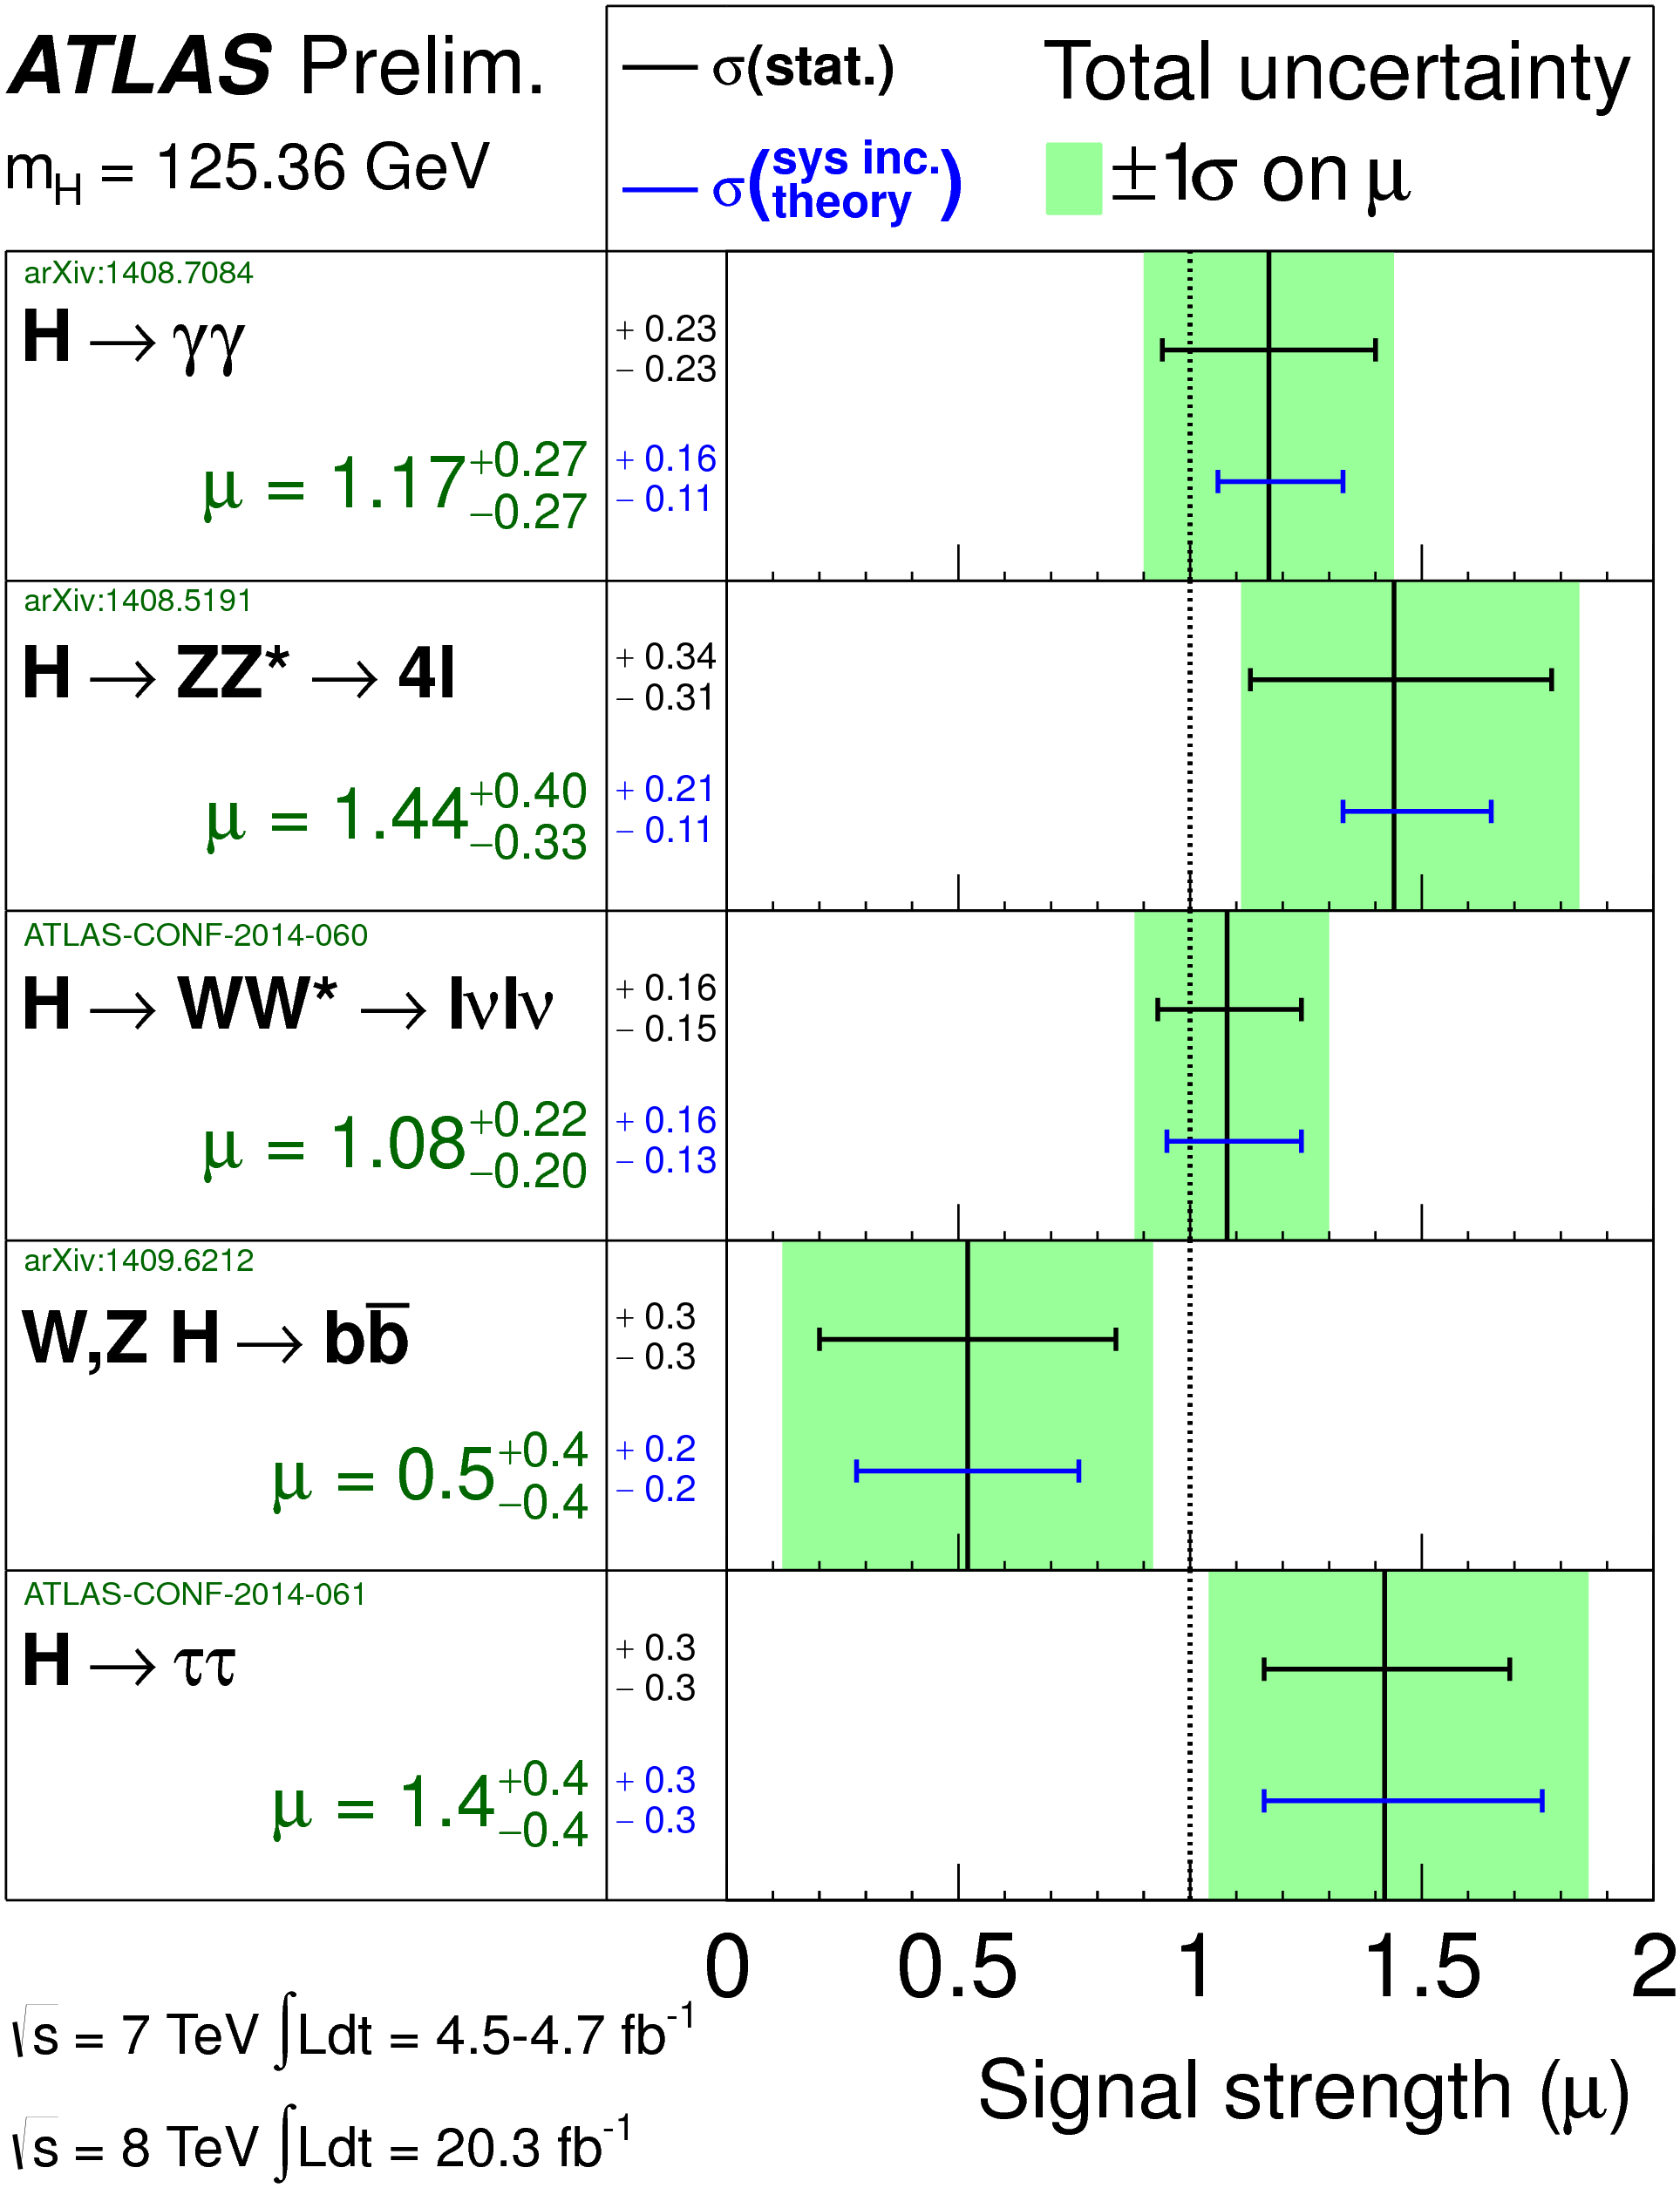 ATLAS Prelim.
m_H = 125.36 GeV
σ(stat.)
σ(sys inc. theory)
Total uncertainty
±1σ on μ
arXiv:1408.7084
H → γγ
μ = 1.17 +0.27 −0.27
+ 0.23
− 0.23
+ 0.16
− 0.11
arXiv:1408.5191
H → ZZ* → 4l
μ = 1.44 +0.40 −0.33
+ 0.34
− 0.31
+ 0.21
− 0.11
ATLAS-CONF-2014-060
H → WW* → lνlν
μ = 1.08 +0.22 −0.20
+ 0.16
− 0.15
+ 0.16
− 0.13
arXiv:1409.6212
W,Z H → bb̅
μ = 0.5 +0.4 −0.4
+ 0.3
− 0.3
+ 0.2
− 0.2
ATLAS-CONF-2014-061
H → ττ
μ = 1.4 +0.4 −0.4
+ 0.3
− 0.3
+ 0.3
− 0.3
0 0.5 1 1.5 2
Signal strength (μ)
√s = 7 TeV ∫Ldt = 4.5-4.7 fb⁻¹
√s = 8 TeV ∫Ldt = 20.3 fb⁻¹